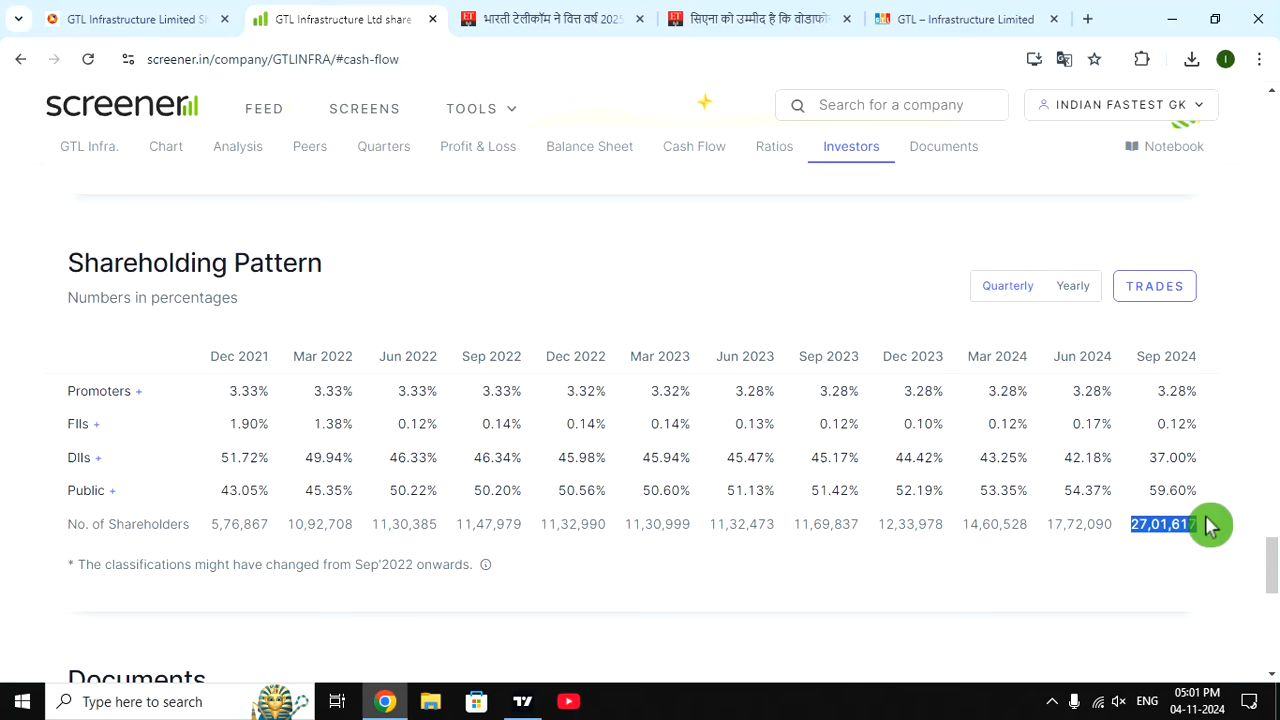 GTL Infrastructure Limited S
GTL Infrastructure Ltd share
भारती टेलीकॉम ने वित्त वर्ष 2025
सिएना को उम्मीद है कि वोडाफोन
GTL – Infrastructure Limited
screener.in/company/GTLINFRA/#cash-flow
I
screener
FEED
SCREENS
TOOLS
Search for a company
INDIAN FASTEST GK
GTL Infra.
Chart
Analysis
Peers
Quarters
Profit & Loss
Balance Sheet
Cash Flow
Ratios
Investors
Documents
Notebook
Shareholding Pattern
Numbers in percentages
Quarterly
Yearly
TRADES
Dec 2021 Mar 2022 Jun 2022 Sep 2022 Dec 2022 Mar 2023 Jun 2023 Sep 2023 Dec 2023 Mar 2024 Jun 2024 Sep 2024
Promoters + 3.33% 3.33% 3.33% 3.33% 3.32% 3.32% 3.28% 3.28% 3.28% 3.28% 3.28% 3.28%
FIIs + 1.90% 1.38% 0.12% 0.14% 0.14% 0.14% 0.13% 0.12% 0.10% 0.12% 0.17% 0.12%
DIIs + 51.72% 49.94% 46.33% 46.34% 45.98% 45.94% 45.47% 45.17% 44.42% 43.25% 42.18% 37.00%
Public + 43.05% 45.35% 50.22% 50.20% 50.56% 50.60% 51.13% 51.42% 52.19% 53.35% 54.37% 59.60%
No. of Shareholders 5,76,867 10,92,708 11,30,385 11,47,979 11,32,990 11,30,999 11,32,473 11,69,837 12,33,978 14,60,528 17,72,090 27,01,617
* The classifications might have changed from Sep'2022 onwards.
Documents
Type here to search
ENG
05:01 PM
04-11-2024